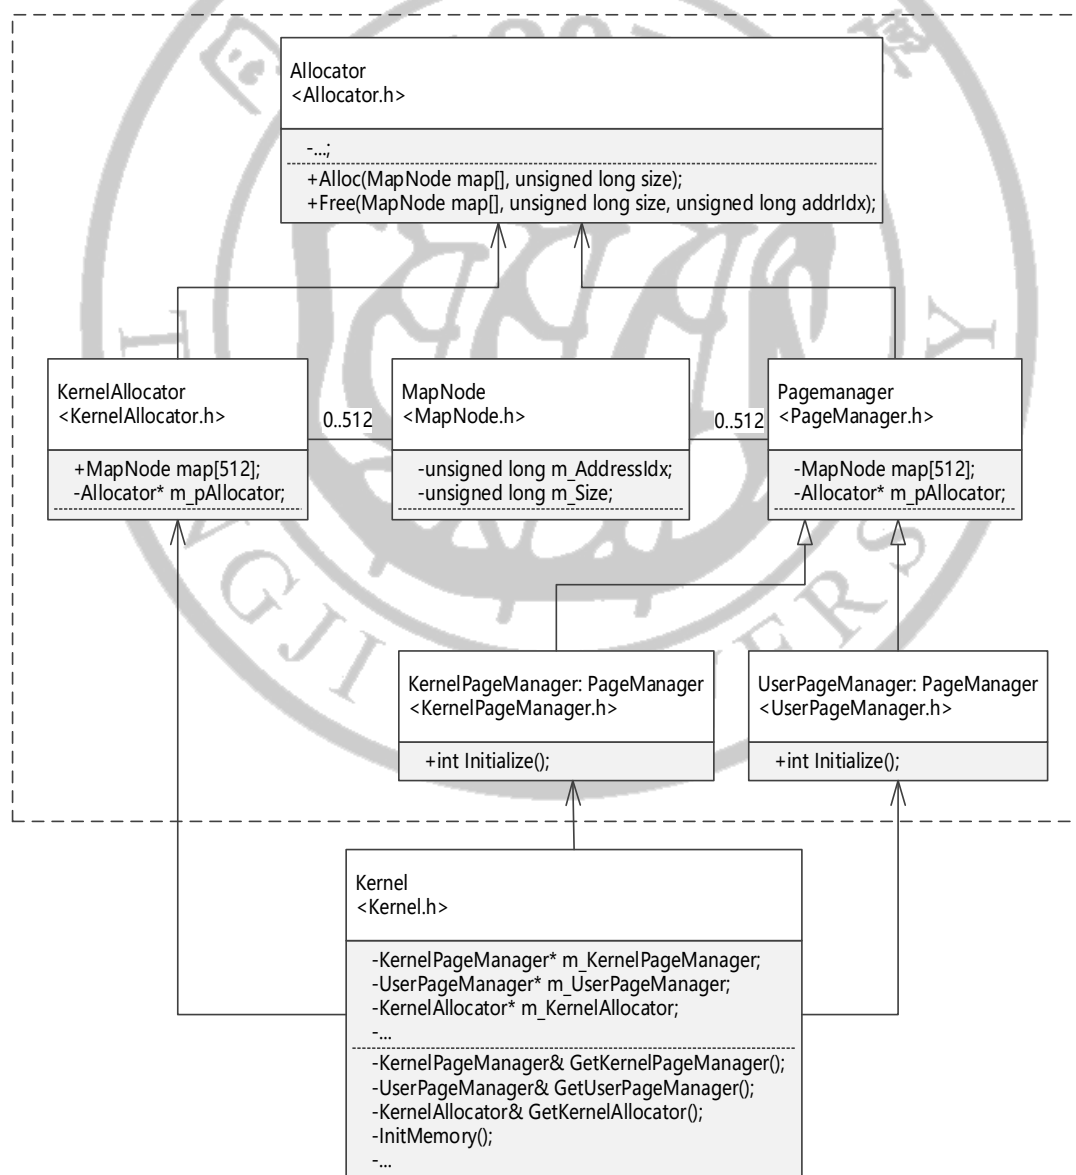 Allocator
<Allocator.h>
-...;
+Alloc(MapNode map[], unsigned long size);
+Free(MapNode map[], unsigned long size, unsigned long addrIdx);
KernelAllocator
<KernelAllocator.h>
+MapNode map[512];
-Allocator* m_pAllocator;
0..512
MapNode
<MapNode.h>
-unsigned long m_AddressIdx;
-unsigned long m_Size;
0..512
Pagemanager
<PageManager.h>
-MapNode map[512];
-Allocator* m_pAllocator;
KernelPageManager: PageManager
<KernelPageManager.h>
+int Initialize();
UserPageManager: PageManager
<UserPageManager.h>
+int Initialize();
Kernel
<Kernel.h>
-KernelPageManager* m_KernelPageManager;
-UserPageManager* m_UserPageManager;
-KernelAllocator* m_KernelAllocator;
-...
-KernelPageManager& GetKernelPageManager();
-UserPageManager& GetUserPageManager();
-KernelAllocator& GetKernelAllocator();
-InitMemory();
-...